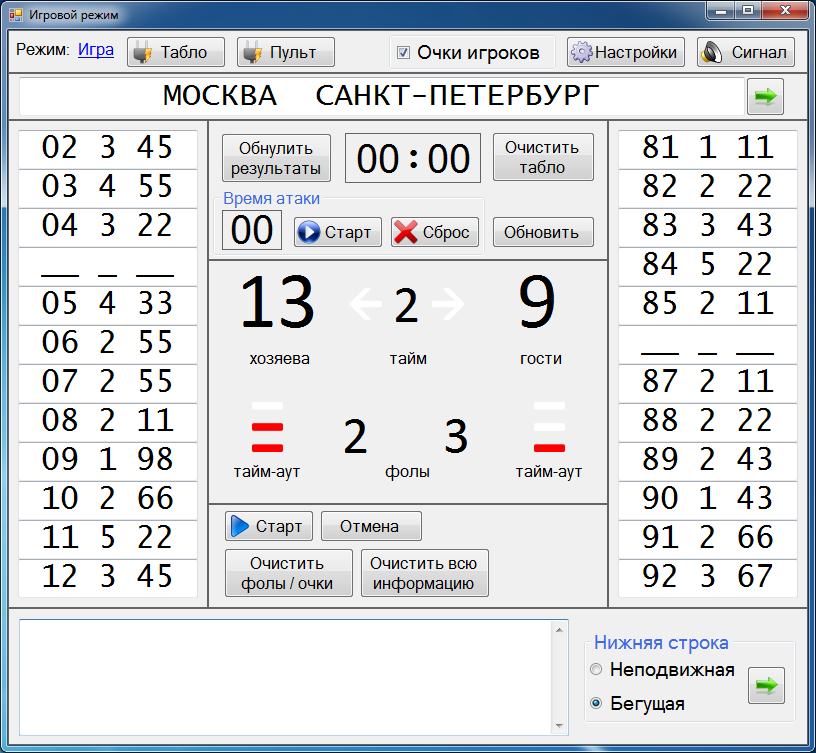 Игровой режим
Режим: Игра Табло Пульт Очки игроков Настройки Сигнал
МОСКВА САНКТ-ПЕТЕРБУРГ
02 3 45
03 4 55
04 3 22
__ _ __
05 4 33
06 2 55
07 2 55
08 2 11
09 1 98
10 2 66
11 5 22
12 3 45
Обнулить
результаты
00:00
Очистить
табло
Время атаки
00 Старт Сброс Обновить
13 2 9
хозяева тайм гости
2 3
тайм-аут фолы тайм-аут
Старт Отмена
Очистить
фолы / очки
Очистить всю
информацию
81 1 11
82 2 22
83 3 43
84 5 22
85 2 11
__ _ __
87 2 11
88 2 22
89 2 43
90 1 43
91 2 66
92 3 67
Нижняя строка
Неподвижная
Бегущая